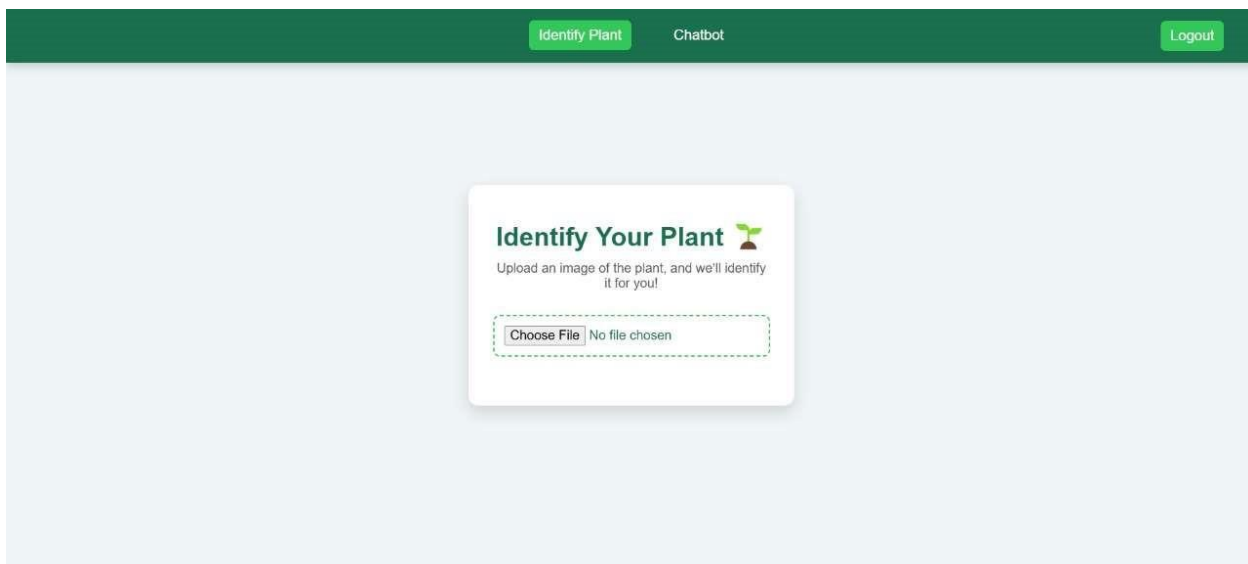 Identify Plant Chatbot Logout
Identify Your Plant 🌱
Upload an image of the plant, and we'll identify
it for you!
Choose File No file chosen